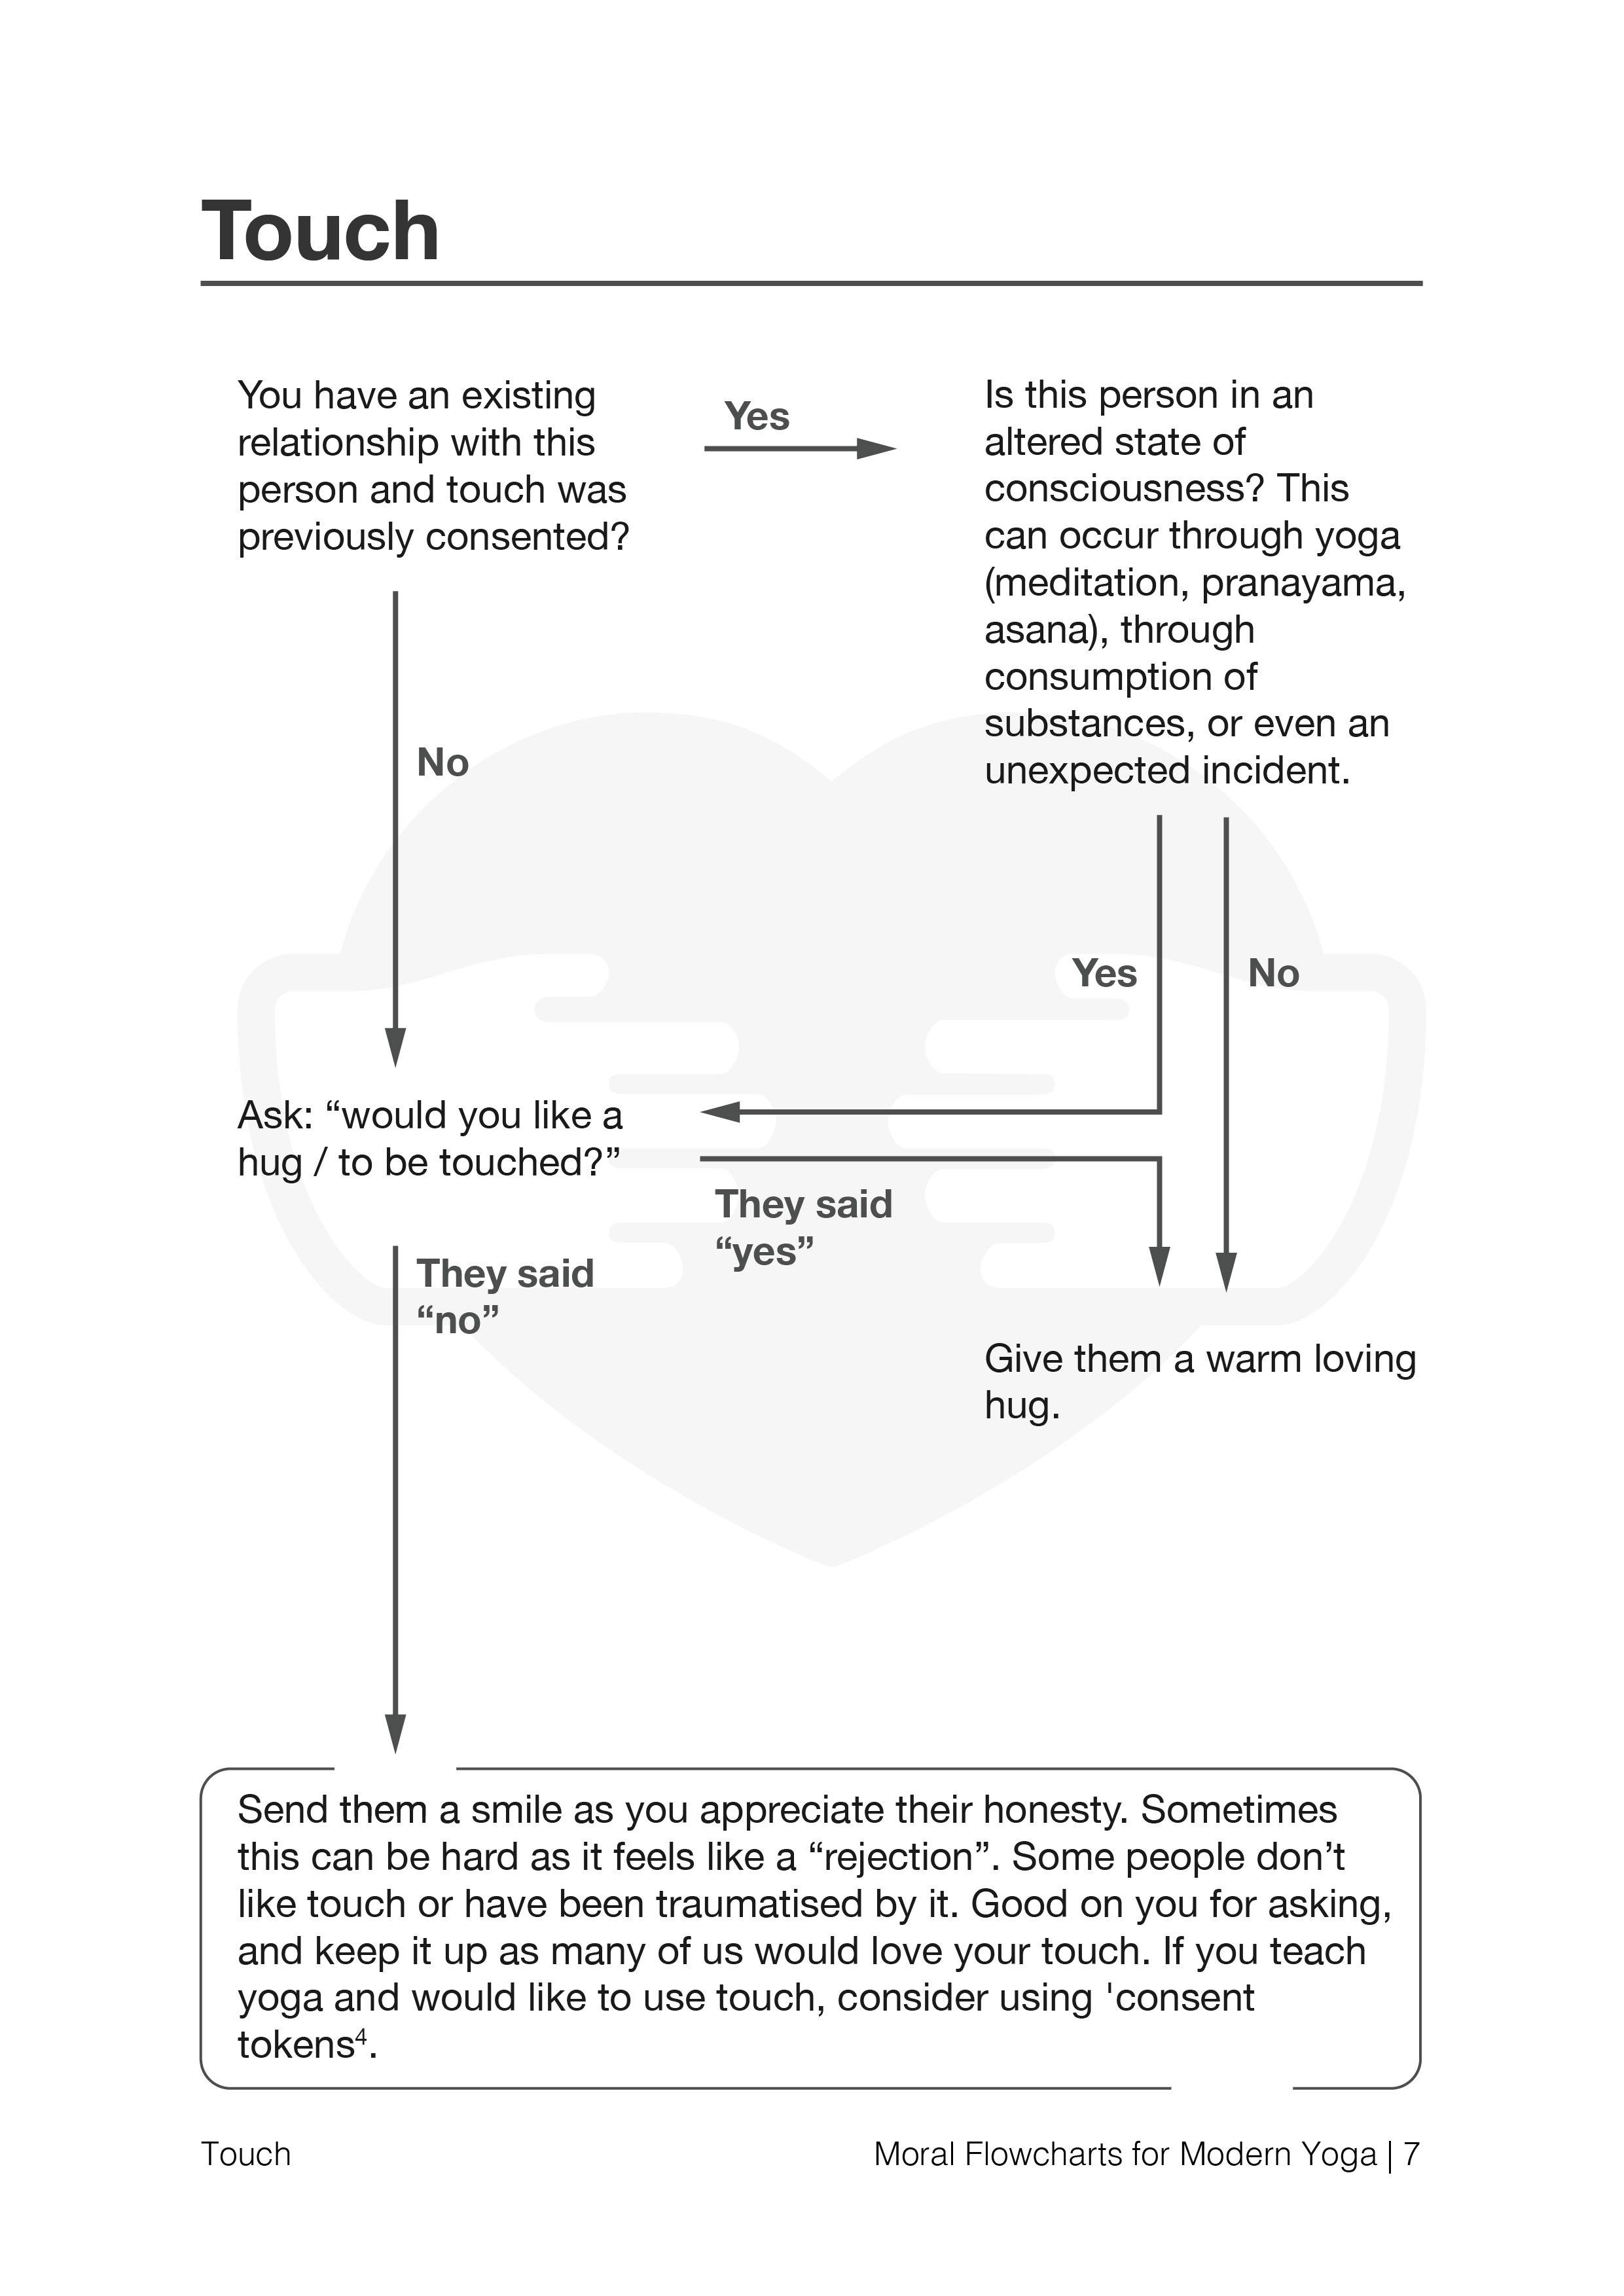 Touch
You have an existing
relationship with this
person and touch was
previously consented?
Yes
Is this person in an
altered state of
consciousness? This
can occur through yoga
(meditation, pranayama,
asana), through
consumption of
substances, or even an
unexpected incident.
No
Yes
No
Ask: “would you like a
hug / to be touched?”
They said
“yes”
They said
“no”
Give them a warm loving
hug.
Send them a smile as you appreciate their honesty. Sometimes
this can be hard as it feels like a “rejection”. Some people don’t
like touch or have been traumatised by it. Good on you for asking,
and keep it up as many of us would love your touch. If you teach
yoga and would like to use touch, consider using 'consent
tokens⁴.
Touch
Moral Flowcharts for Modern Yoga | 7